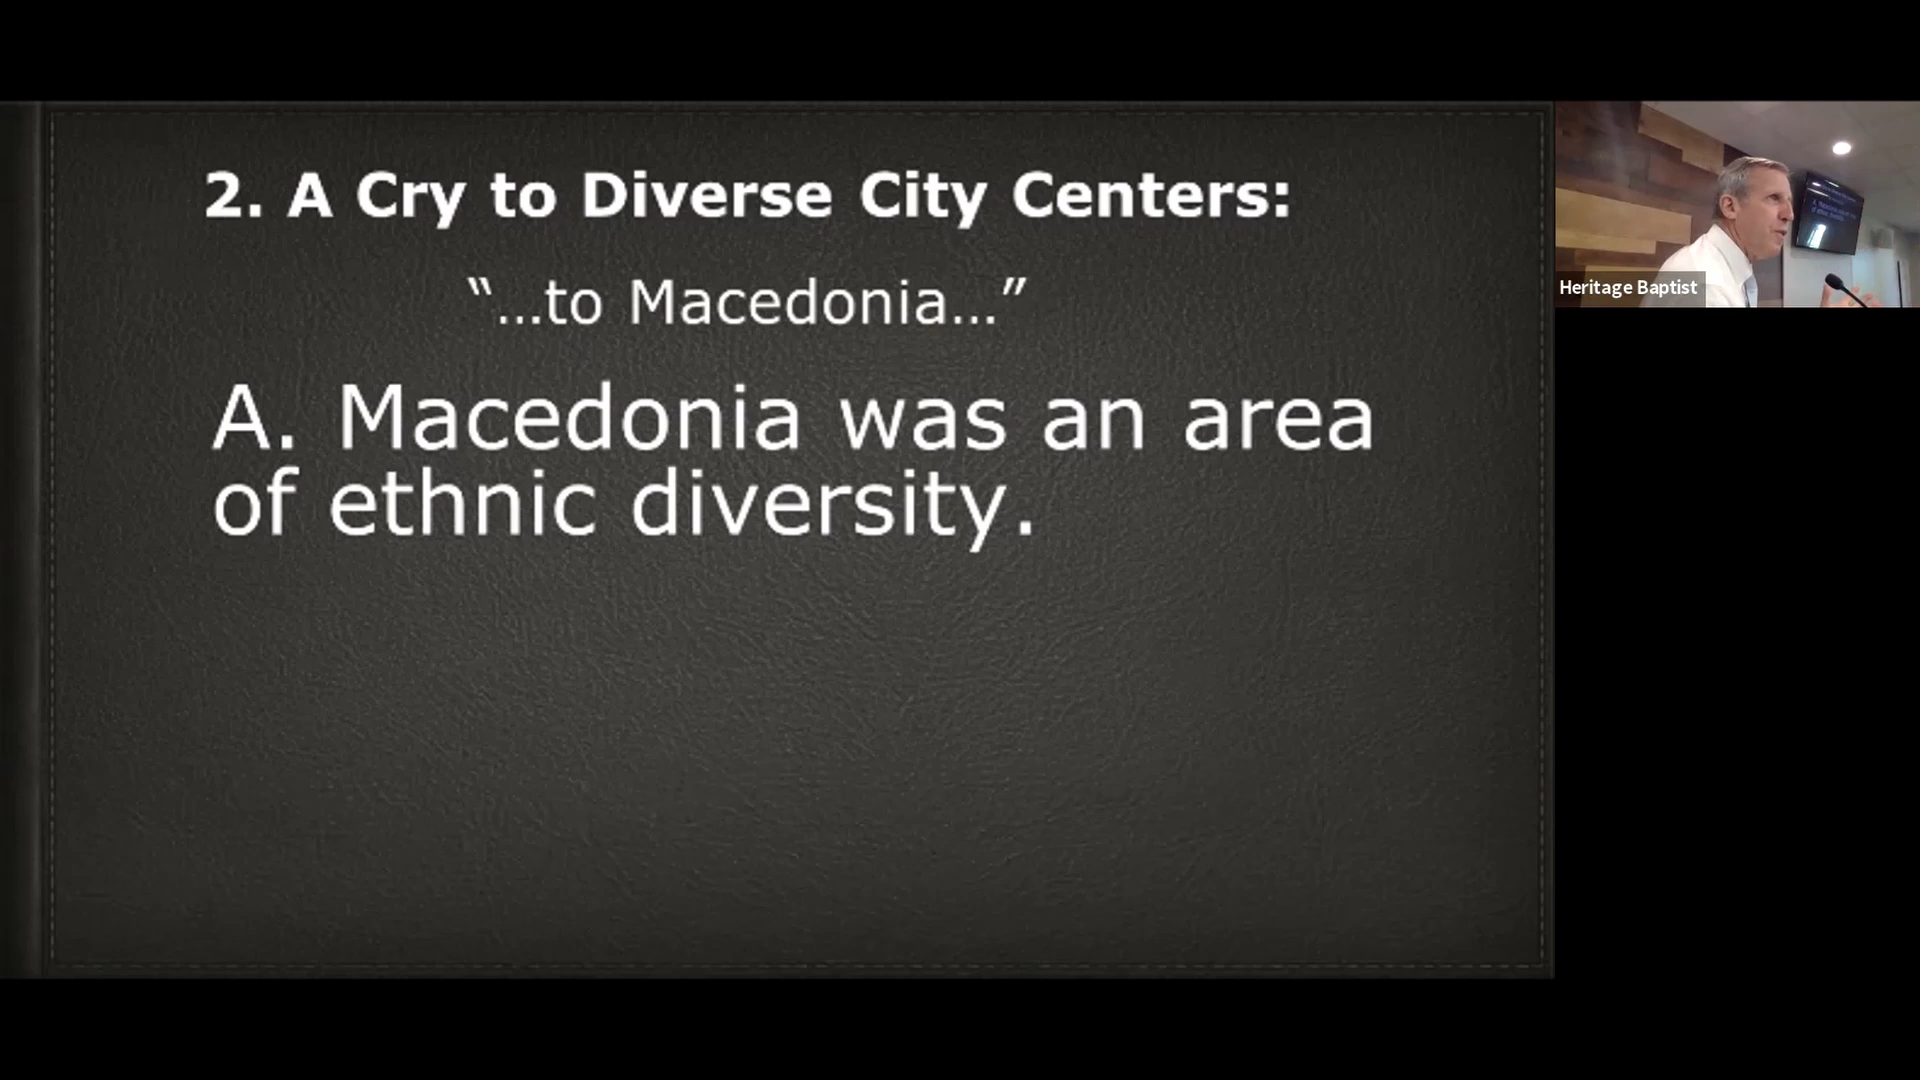 2. A Cry to Diverse City Centers:
“...to Macedonia...”
A. Macedonia was an area
of ethnic diversity.
Heritage Baptist